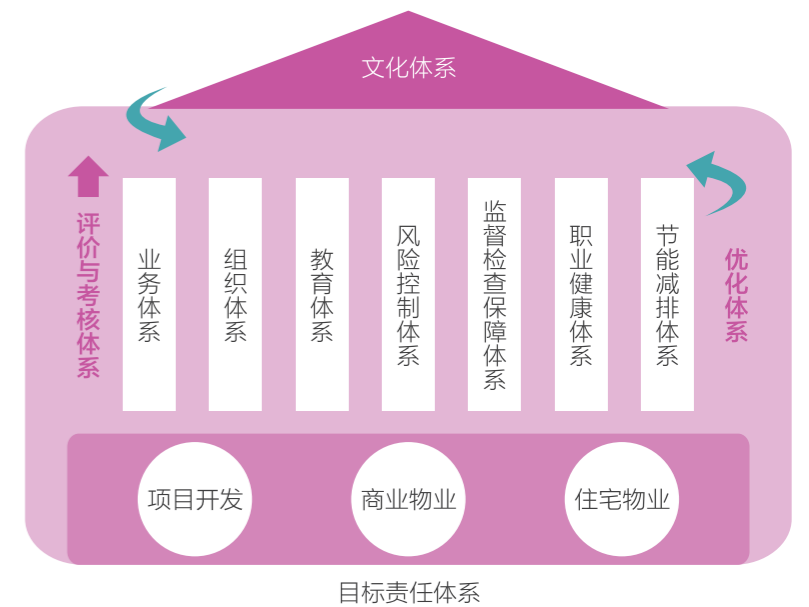 文化体系
评价与考核体系
业务体系
组织体系
教育体系
风险控制体系
监督检查保障体系
职业健康体系
节能减排体系
优化体系
项目开发
商业物业
住宅物业
目标责任体系